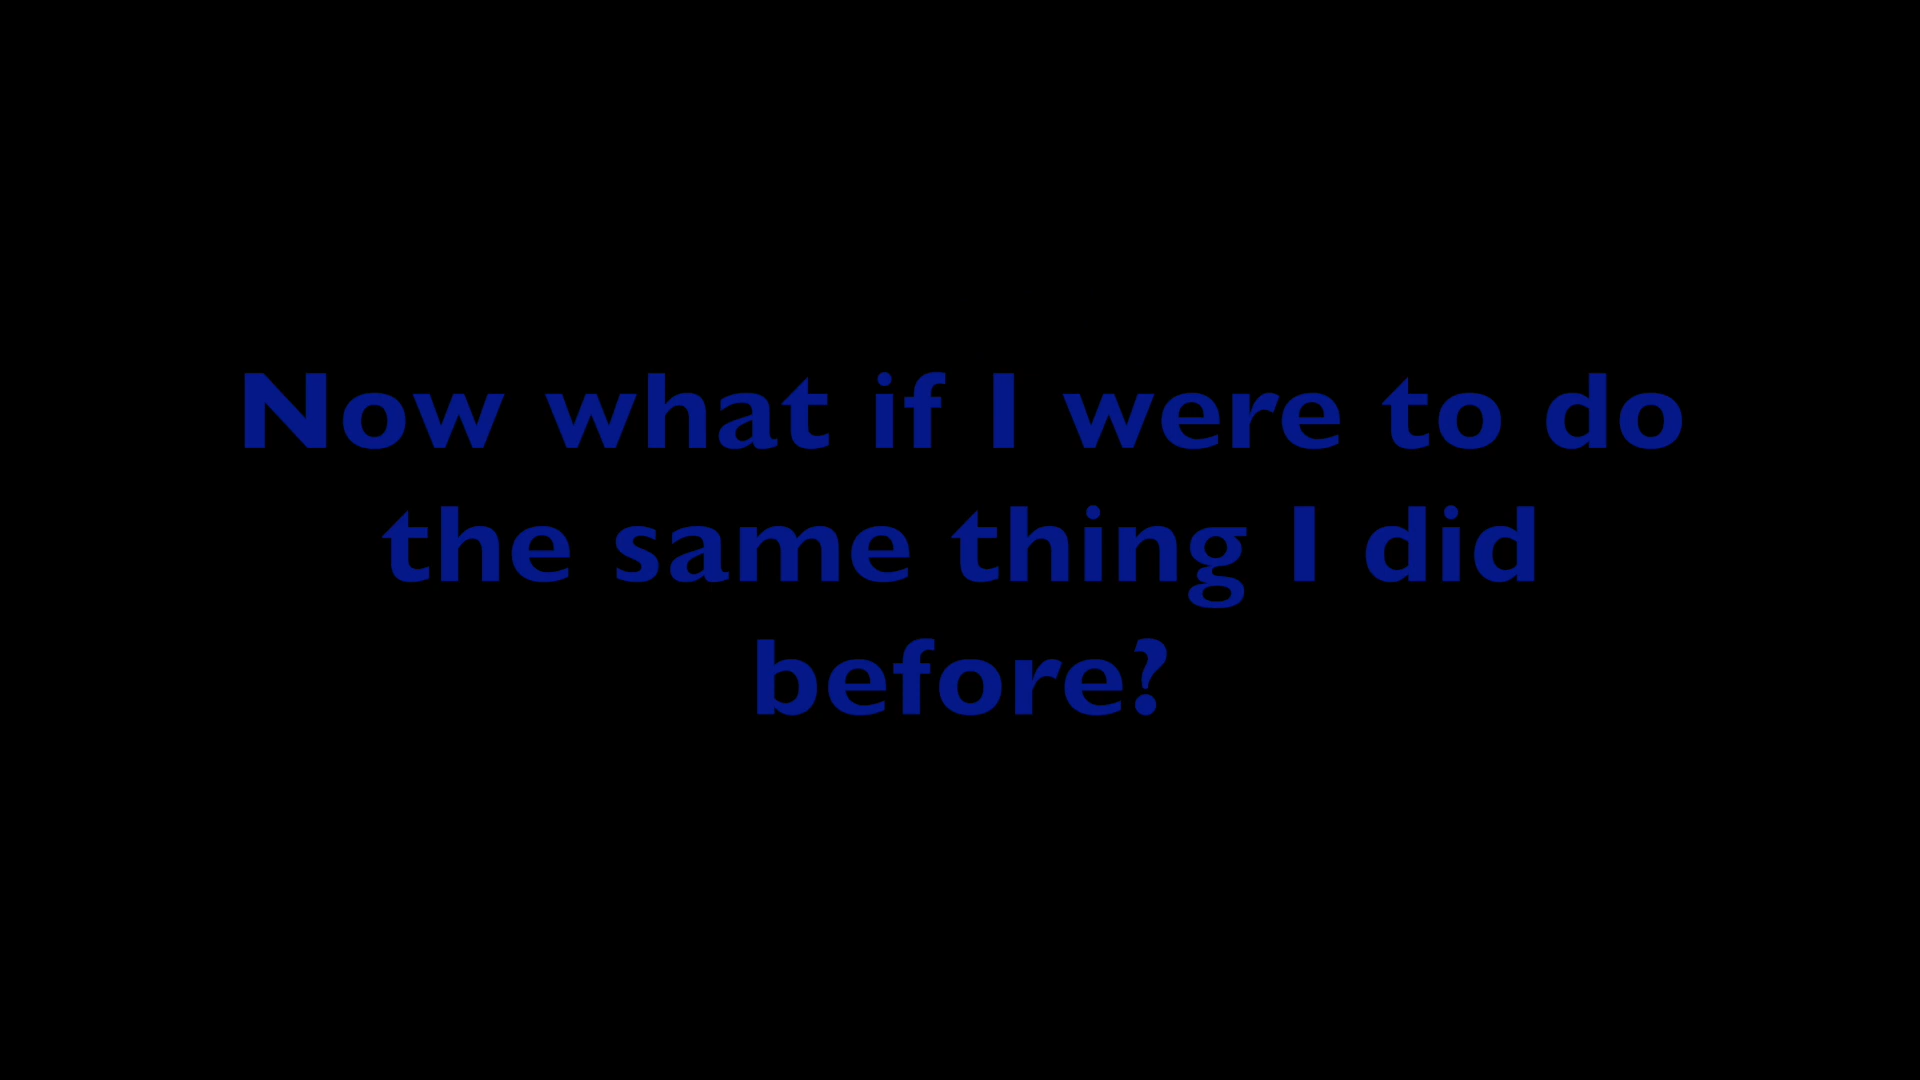 Now what if I were to do
the same thing I did
before?